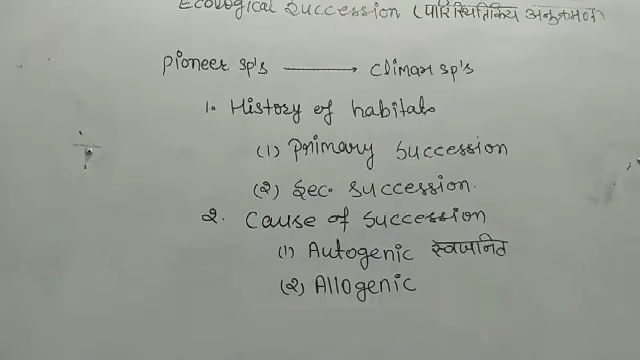 Ecological Succession (पारिस्थितिकिय अनुक्रमण)
Pioneer sp's ⟶ Climax sp's
1. History of habitats
(1) Primary Succession
(2) Sec. Succession.
2. Cause of Succession
(1) Autogenic स्वजनित
(2) Allogenic